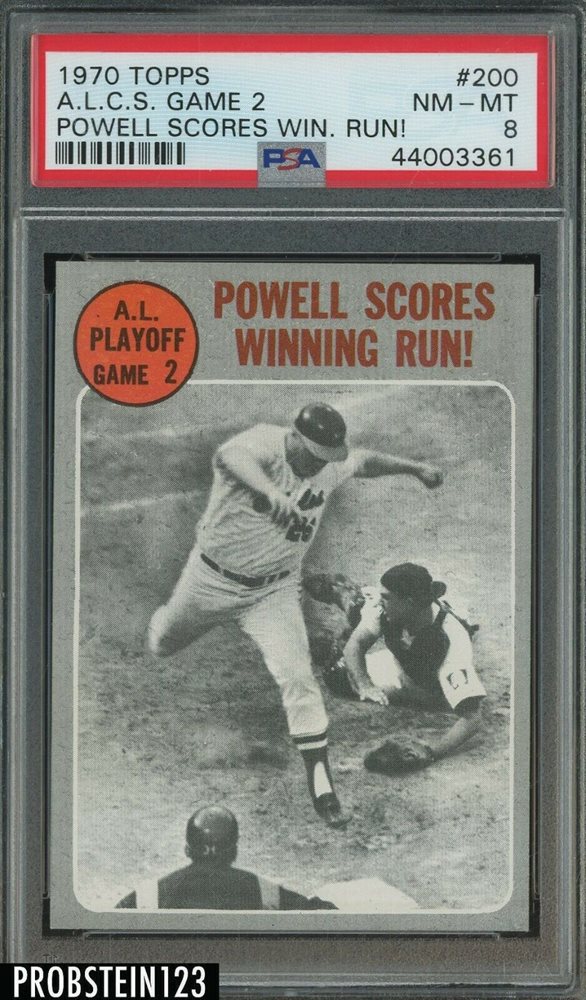 1970 TOPPS #200
A.L.C.S. GAME 2 NM-MT
POWELL SCORES WIN. RUN! 8
PSA 44003361
A.L.
PLAYOFF
GAME 2
POWELL SCORES
WINNING RUN!
26
PROBSTEIN123